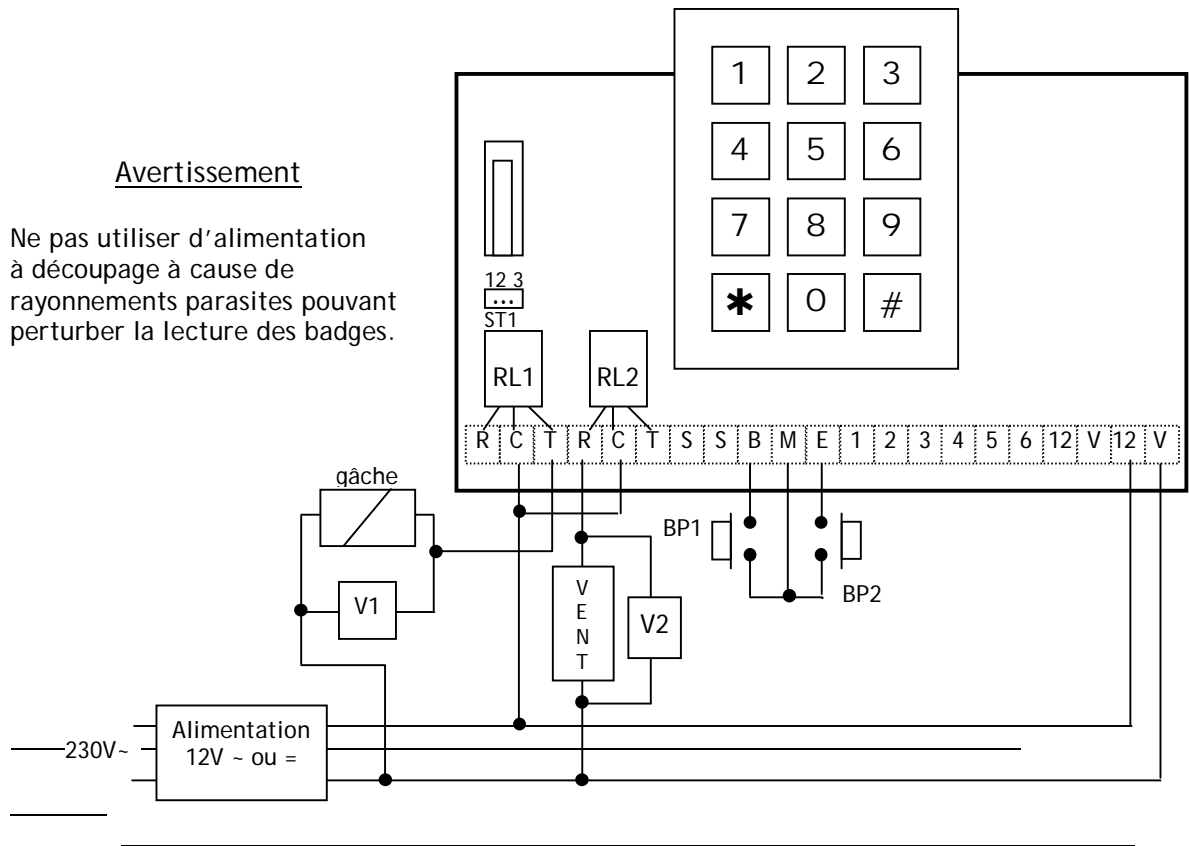 1 2 3
4 5 6
7 8 9
✱ 0 #
Avertissement
Ne pas utiliser d'alimentation
à découpage à cause de
rayonnements parasites pouvant
perturber la lecture des badges.
12 3
...
ST1
RL1 RL2
R C T R C T S S B M E 1 2 3 4 5 6 12 V 12 V
gâche
BP1
BP2
V1
V
E
N
T
V2
230V~
Alimentation
12V ~ ou =